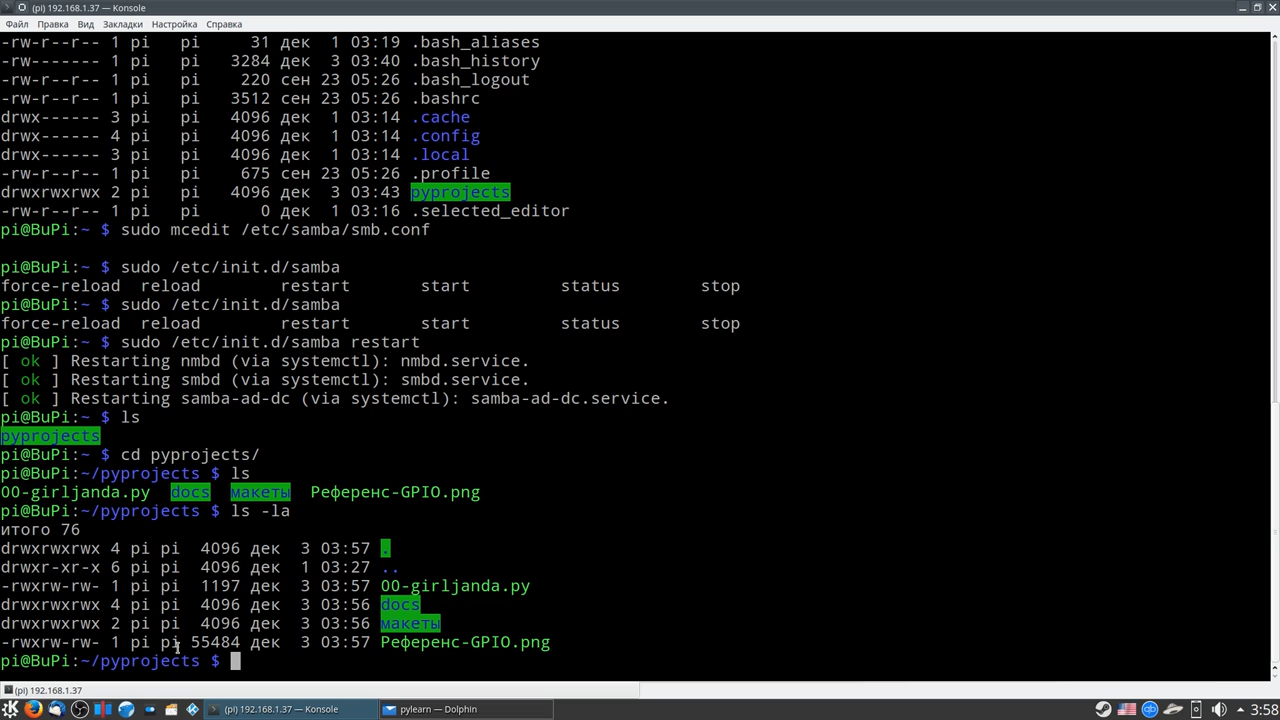 (pi) 192.168.1.37 — Konsole
Файл Правка Вид Закладки Настройка Справка
-rw-r--r-- 1 pi   pi     31 дек  1 03:19 .bash_aliases
-rw------- 1 pi   pi   3284 дек  3 03:40 .bash_history
-rw-r--r-- 1 pi   pi    220 сен 23 05:26 .bash_logout
-rw-r--r-- 1 pi   pi   3512 сен 23 05:26 .bashrc
drwx------ 3 pi   pi   4096 дек  1 03:14 .cache
drwx------ 4 pi   pi   4096 дек  1 03:14 .config
drwx------ 3 pi   pi   4096 дек  1 03:14 .local
-rw-r--r-- 1 pi   pi    675 сен 23 05:26 .profile
drwxrwxrwx 2 pi   pi   4096 дек  3 03:43 pyprojects
-rw-r--r-- 1 pi   pi      0 дек  1 03:16 .selected_editor
pi@BuPi:~ $ sudo mcedit /etc/samba/smb.conf
pi@BuPi:~ $ sudo /etc/init.d/samba
force-reload  reload        restart       start         status        stop
pi@BuPi:~ $ sudo /etc/init.d/samba
force-reload  reload        restart       start         status        stop
pi@BuPi:~ $ sudo /etc/init.d/samba restart
[ ok ] Restarting nmbd (via systemctl): nmbd.service.
[ ok ] Restarting smbd (via systemctl): smbd.service.
[ ok ] Restarting samba-ad-dc (via systemctl): samba-ad-dc.service.
pi@BuPi:~ $ ls
pyprojects
pi@BuPi:~ $ cd pyprojects/
pi@BuPi:~/pyprojects $ ls
00-girljanda.py  docs  макеты  Референс-GPIO.png
pi@BuPi:~/pyprojects $ ls -la
итого 76
drwxrwxrwx 4 pi pi  4096 дек  3 03:57 .
drwxr-xr-x 6 pi pi  4096 дек  1 03:27 ..
-rwxrw-rw- 1 pi pi  1197 дек  3 03:57 00-girljanda.py
drwxrwxrwx 4 pi pi  4096 дек  3 03:56 docs
drwxrwxrwx 2 pi pi  4096 дек  3 03:56 макеты
-rwxrw-rw- 1 pi pi 55484 дек  3 03:57 Референс-GPIO.png
pi@BuPi:~/pyprojects $
(pi) 192.168.1.37
(pi) 192.168.1.37 — Konsole
pylearn — Dolphin
3:58